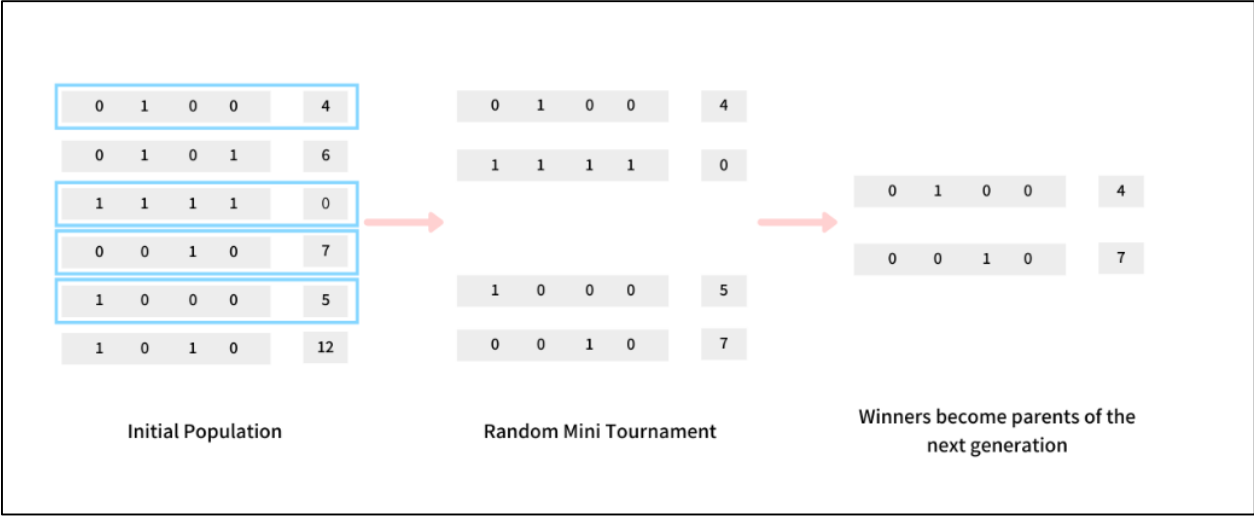 0 1 0 0 4
0 1 0 1 6
1 1 1 1 0
0 0 1 0 7
1 0 0 0 5
1 0 1 0 12
Initial Population
0 1 0 0 4
1 1 1 1 0
1 0 0 0 5
0 0 1 0 7
Random Mini Tournament
0 1 0 0 4
0 0 1 0 7
Winners become parents of the
next generation